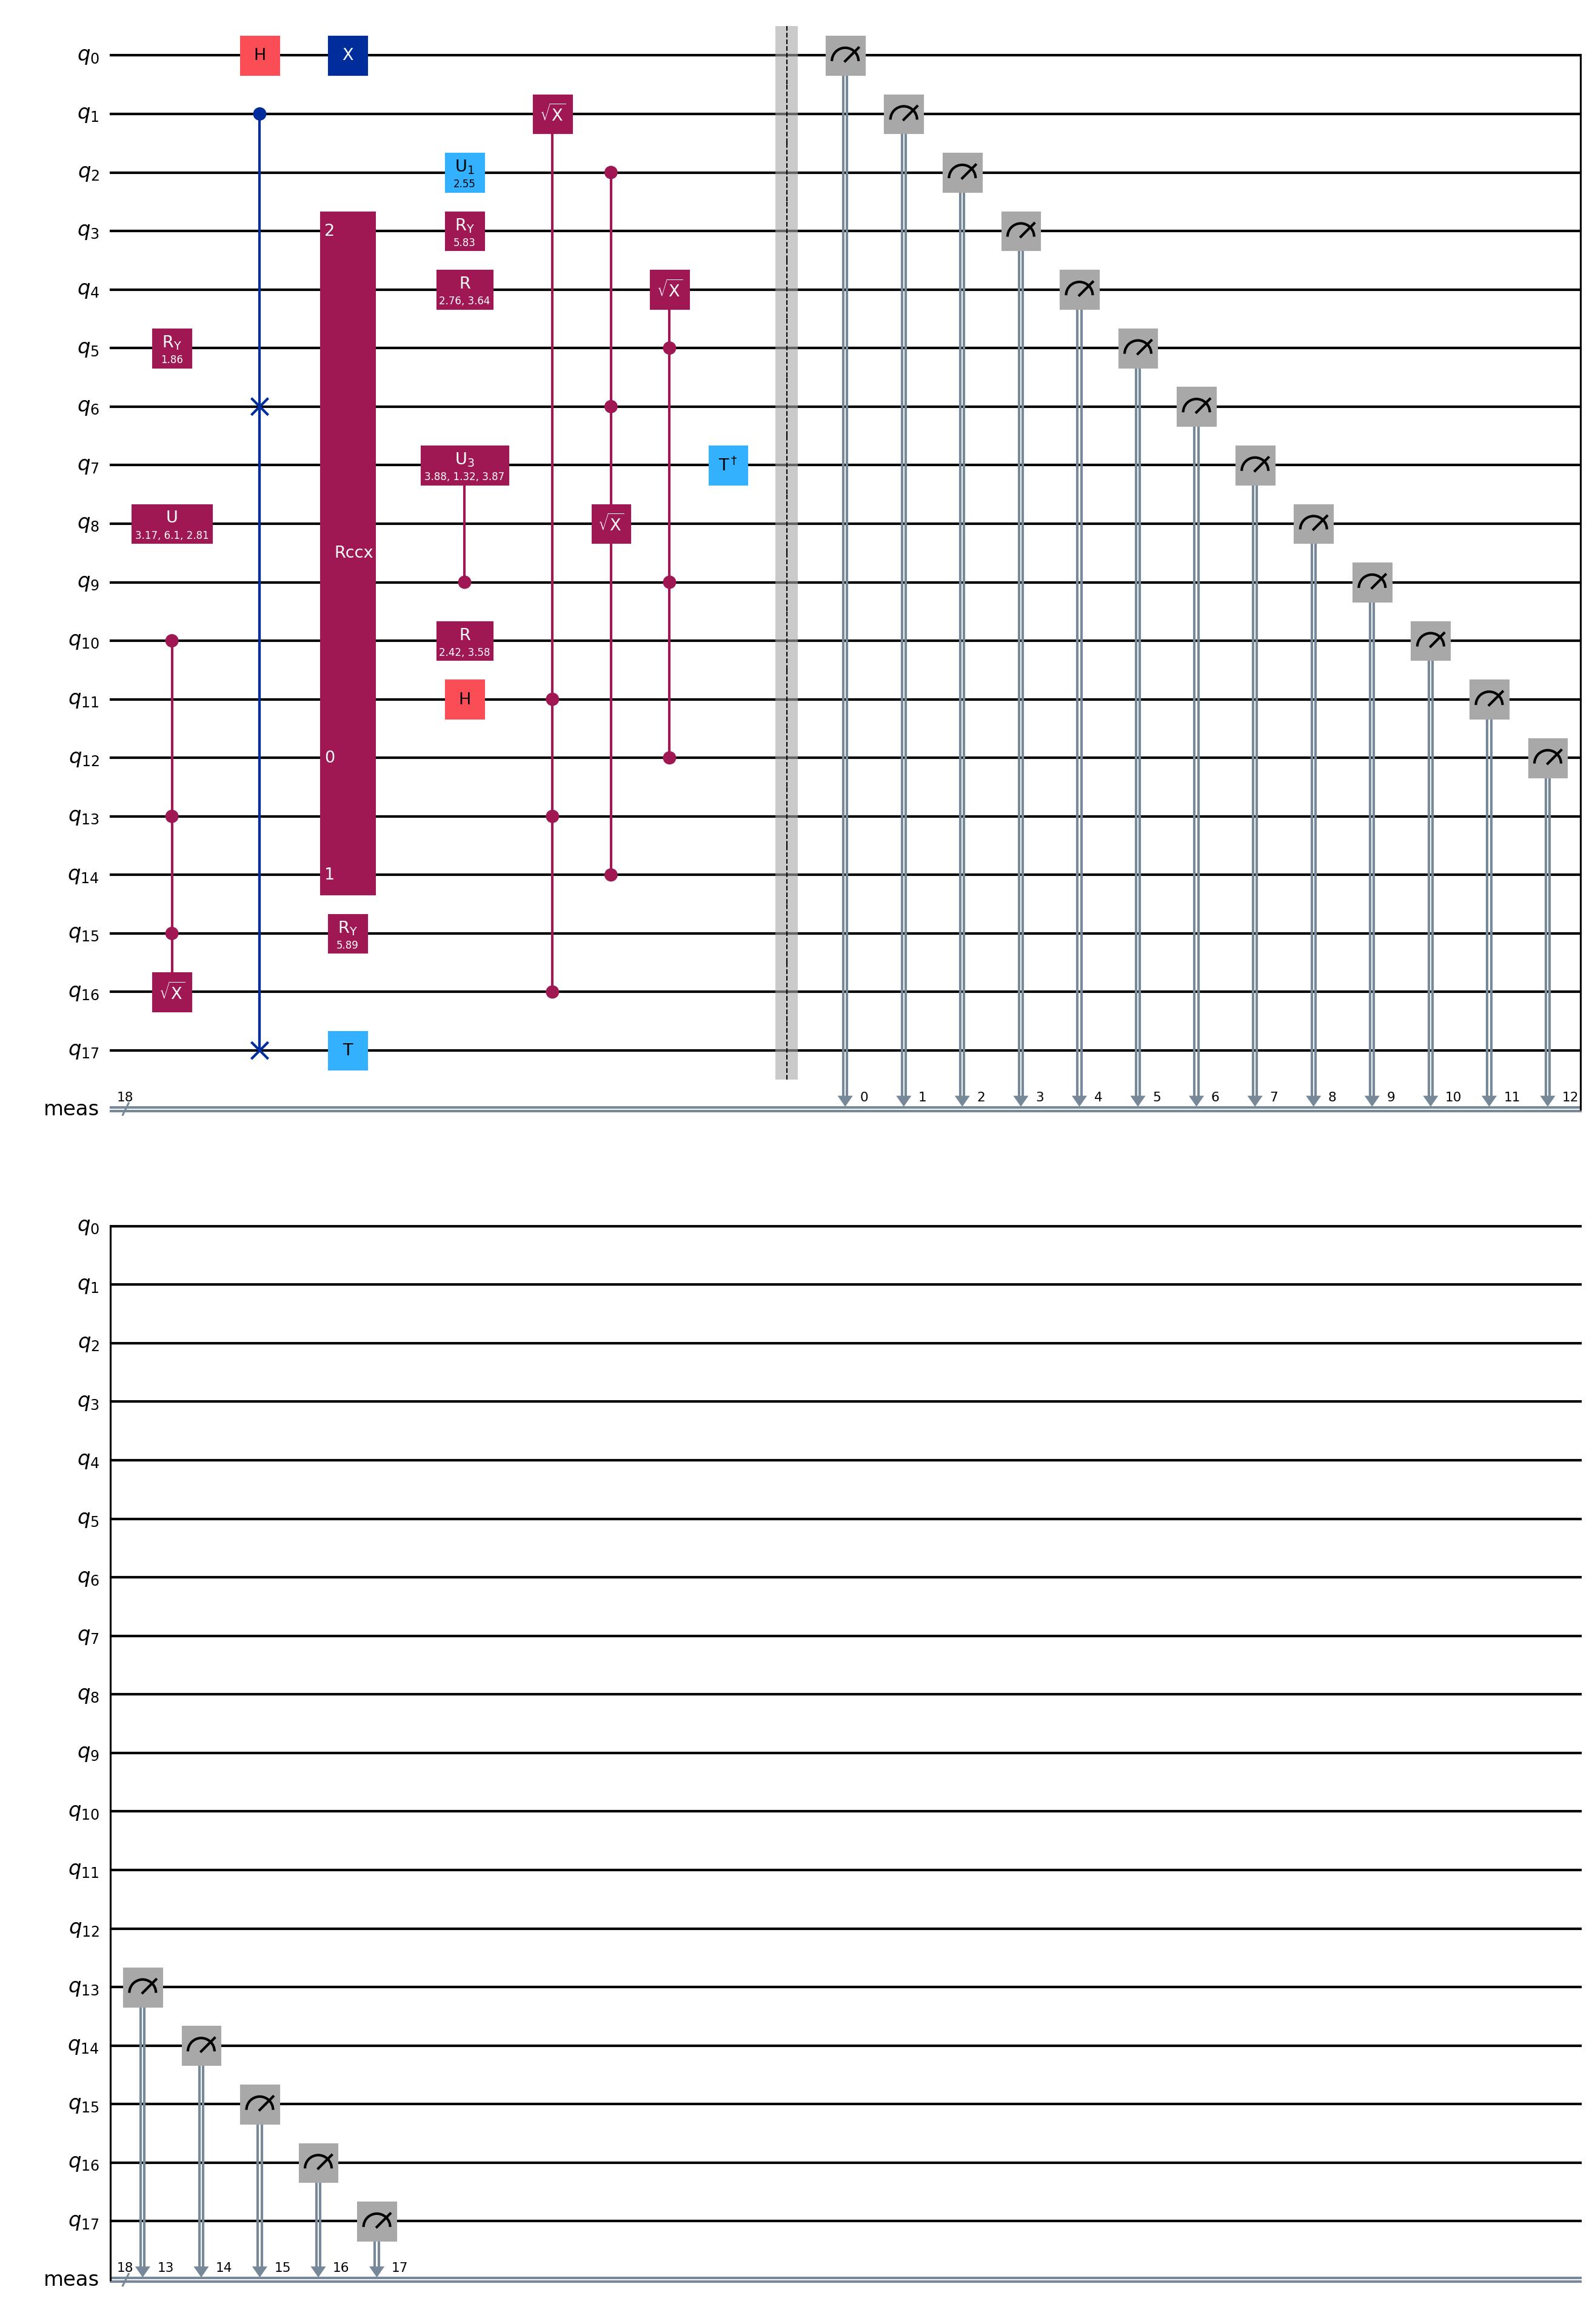 q0 H X
q1 √X
q2 U1 2.55
q3 2 RY 5.83
q4 R 2.76, 3.64 √X
q5 RY 1.86
q6
q7 U3 3.88, 1.32, 3.87 T†
q8 U 3.17, 6.1, 2.81 √X
Rccx
q9
q10 R 2.42, 3.58
q11 H
q12 0
q13
q14 1
q15 RY 5.89
q16 √X
q17 T
meas 18 0 1 2 3 4 5 6 7 8 9 10 11 12
q0
q1
q2
q3
q4
q5
q6
q7
q8
q9
q10
q11
q12
q13
q14
q15
q16
q17
meas 18 13 14 15 16 17